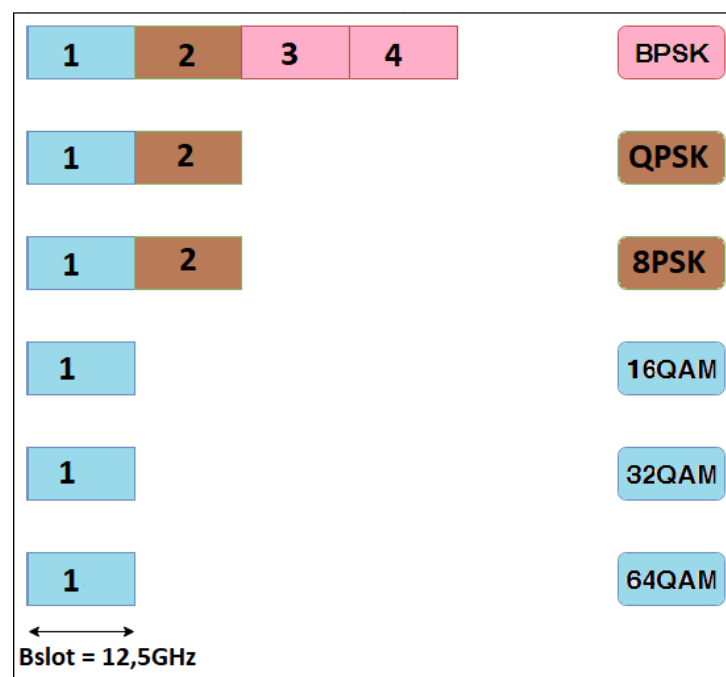 1 2 3 4 BPSK
1 2 QPSK
1 2 8PSK
1 16QAM
1 32QAM
1 64QAM
Bslot = 12,5GHz